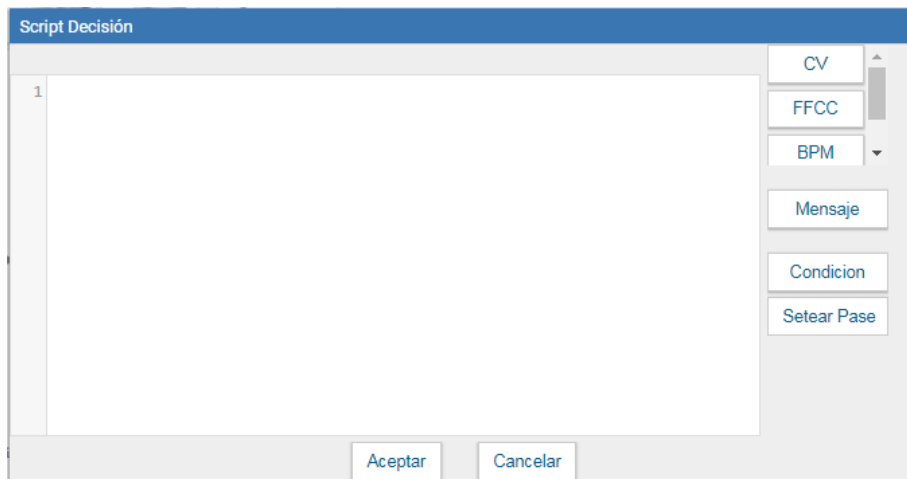 Script Decisión
CV
1
FFCC
BPM
Mensaje
Condicion
Setear Pase
Aceptar
Cancelar